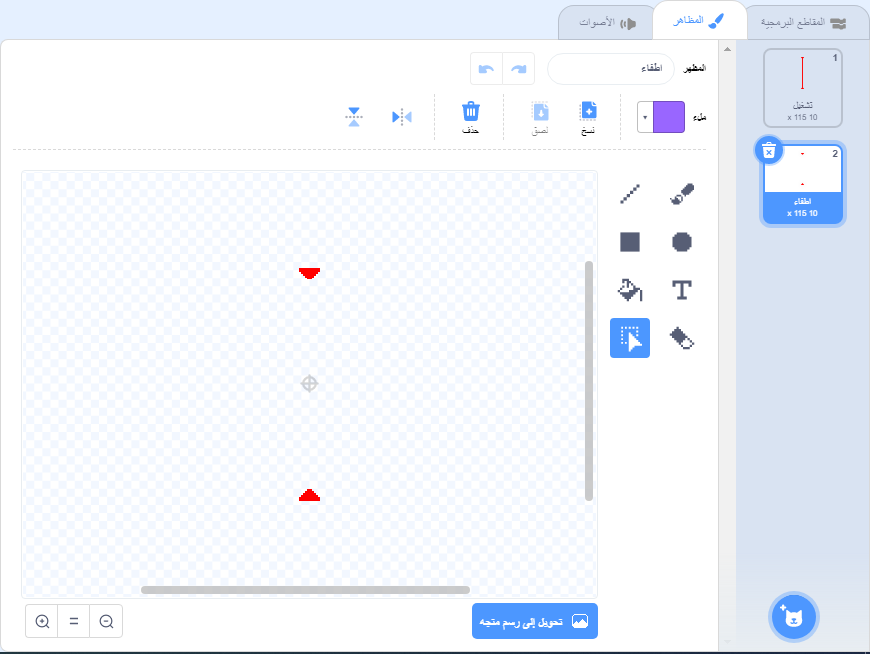 المقاطع البرمجية
المظاهر
الأصوات
المظهر
اطفاء
ملء
نسخ
لصق
حذف
1
تشغيل
115 x 10
2
اطفاء
115 x 10
تحويل إلى رسم متجه